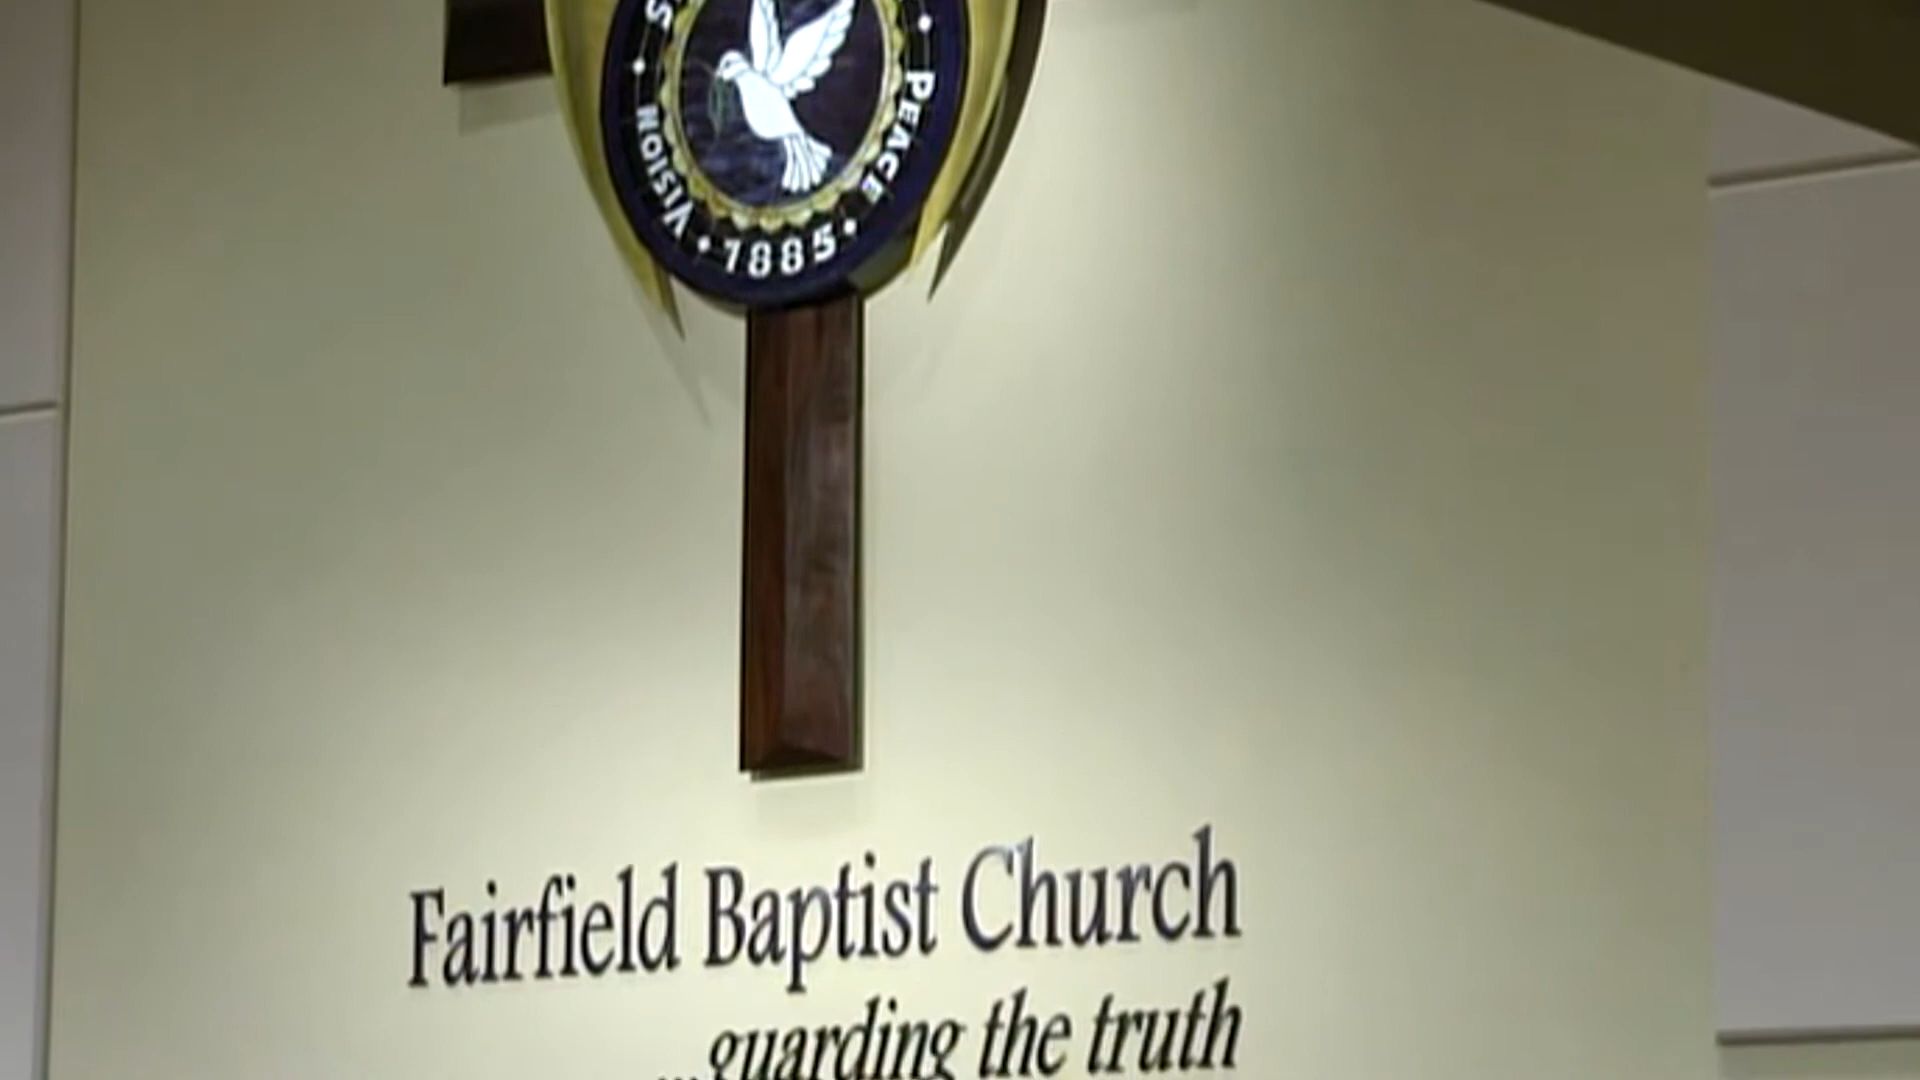 VISION • 1885 • PEACE
Fairfield Baptist Church
...guarding the truth